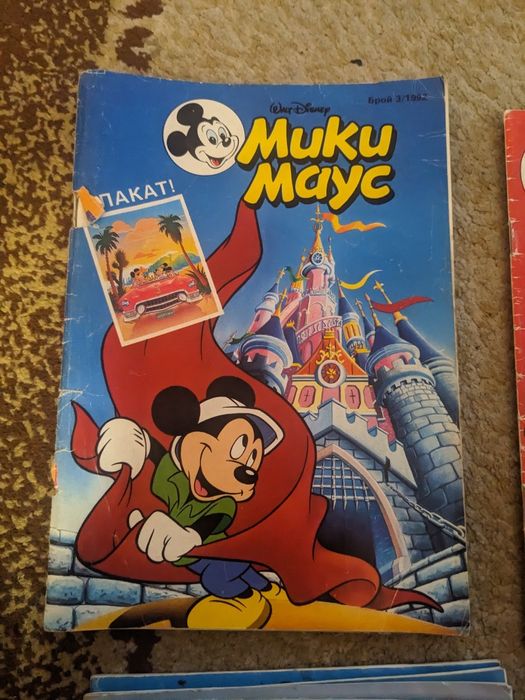 Walt Disney
Брой 3/1992
Мики
Маус
ПЛАКАТ!